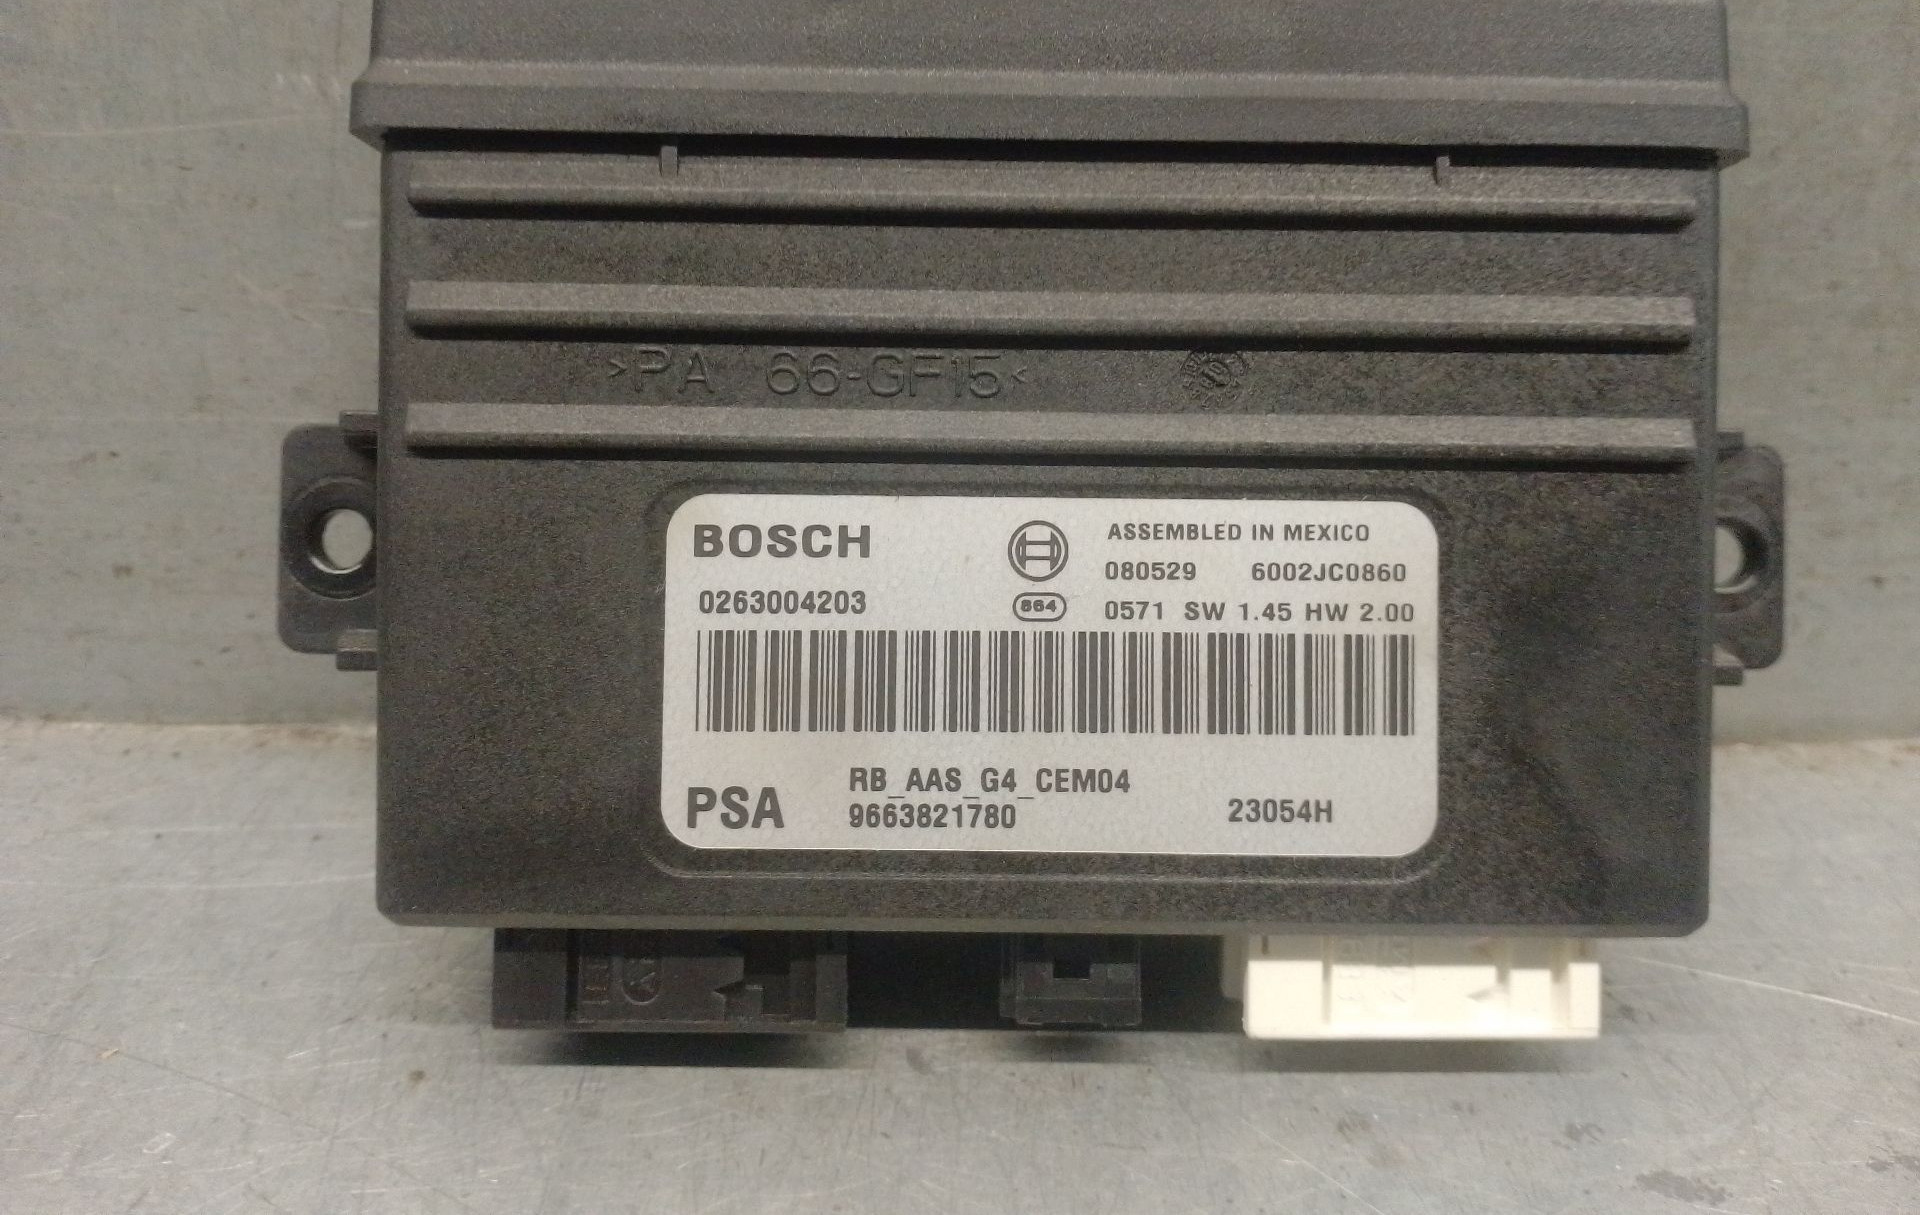 >PA 66-GF15<
BOSCH
ASSEMBLED IN MEXICO
080529 6002JC0860
0263004203
864 0571 SW 1.45 HW 2.00
RB_AAS_G4_CEM04
PSA 9663821780 23054H